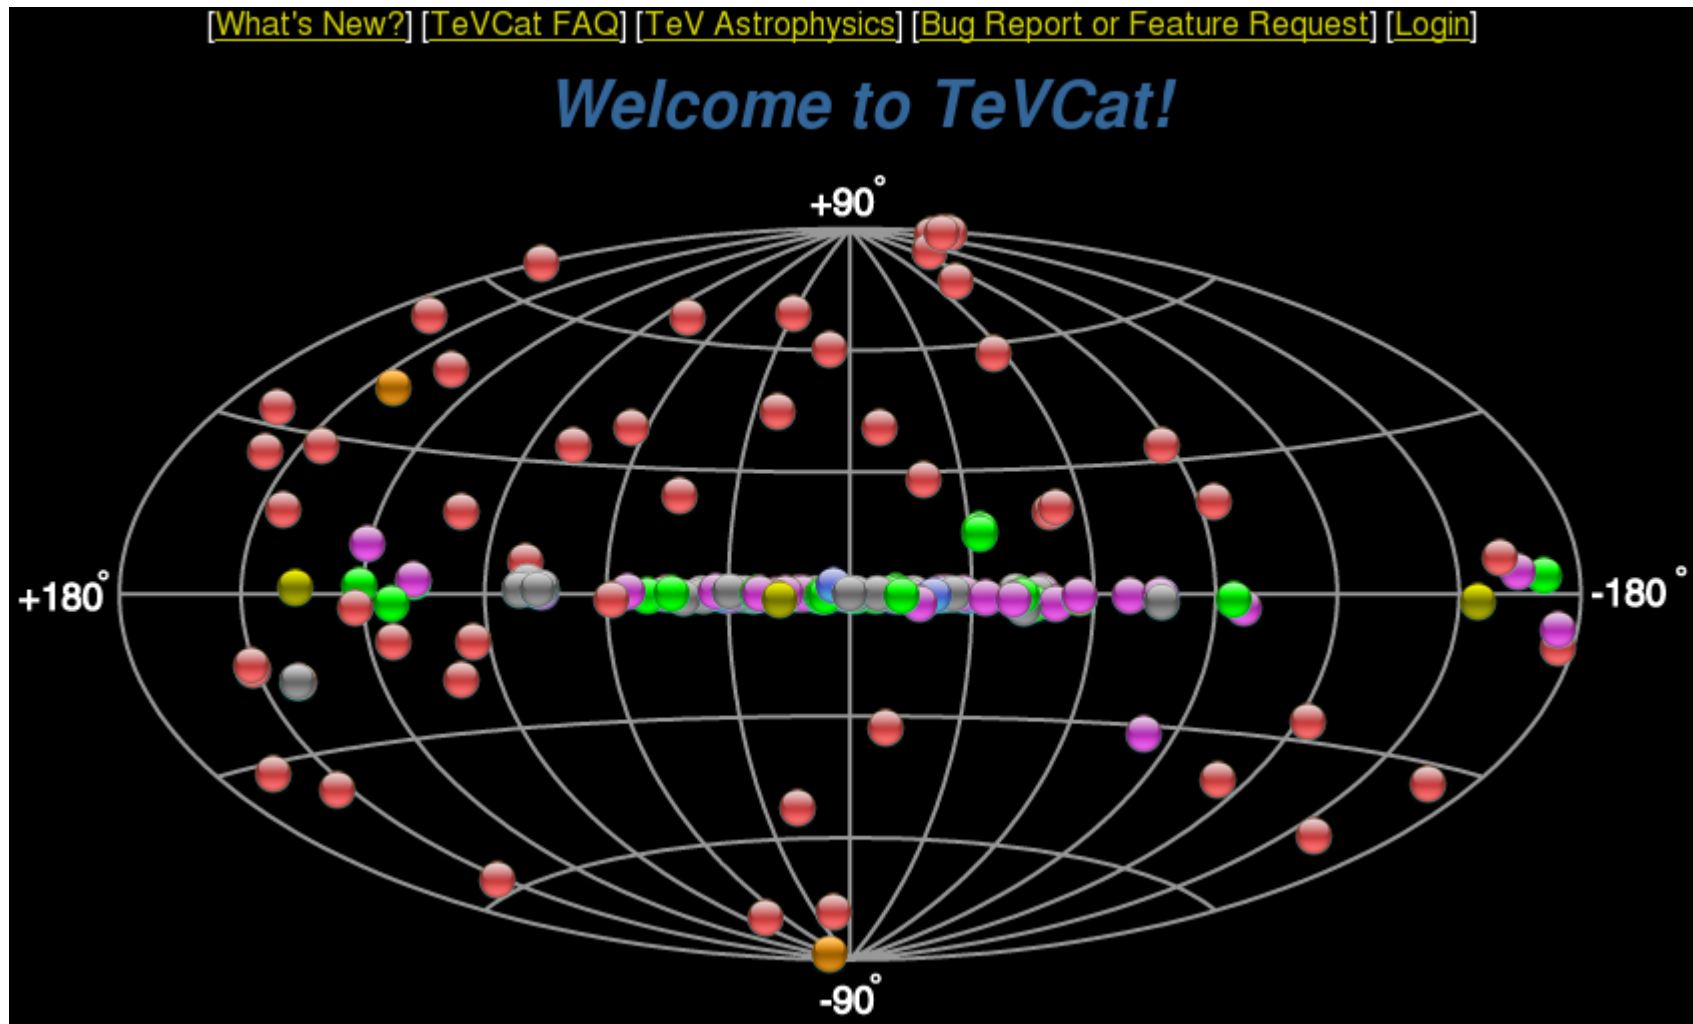 [What's New?] [TeVCat FAQ] [TeV Astrophysics] [Bug Report or Feature Request] [Login]
Welcome to TeVCat!
+90°
+180° -180°
-90°